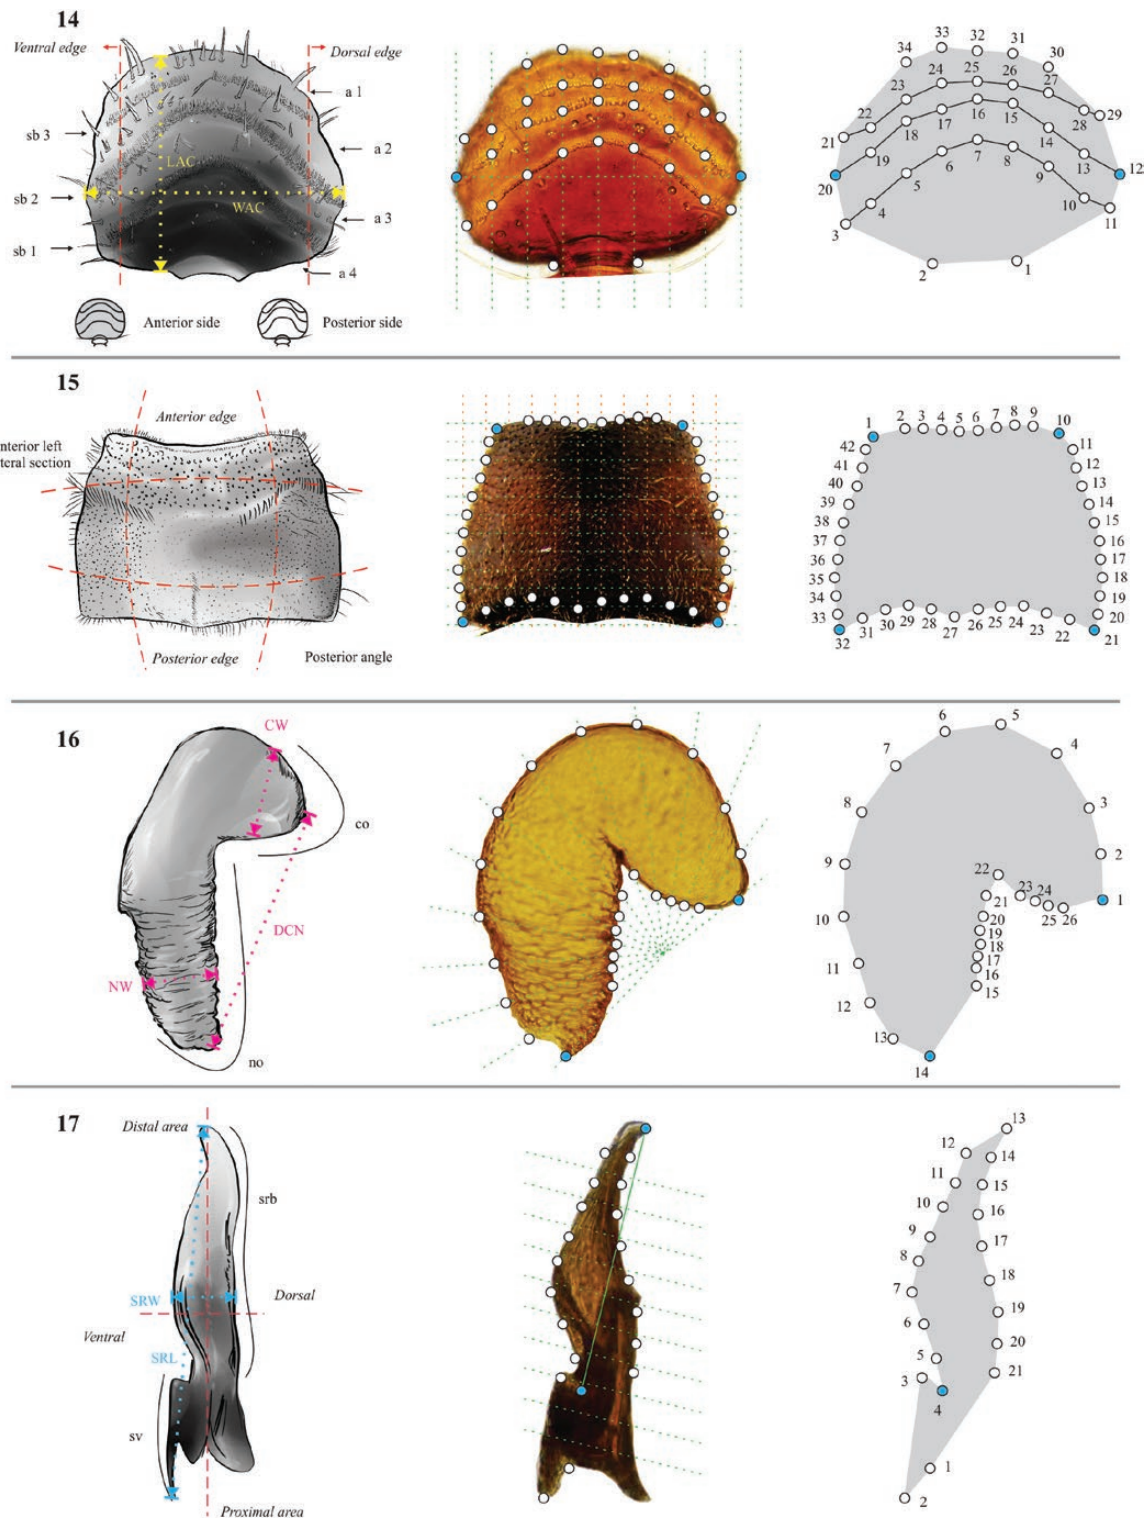 14
Ventral edge
Dorsal edge
a 1
sb 3
a 2
LAC
sb 2
WAC
a 3
sb 1
a 4
Anterior side
Posterior side
33 32 31 30
34 25 26 27
24
23
22
28 29
21
18 17 16 15
14
19
13
12
20
7 8
6
5
9
4
10
3
11
2
1
15
Anterior edge
nterior left
teral section
Posterior edge
Posterior angle
1 2 3 4 5 6 7 8 9 10
42
11
41
12
40
13
39
14
38
15
37
16
36
17
35
18
34
19
33
20
32 31 30 29 28 27 26 25 24 23 22 21
16
CW
co
DCN
NW
no
6 5
7
4
8
3
9
2
22
23 24
1
21
25 26
10
20
19
18
11
17
16
12
15
13
14
17
Distal area
srb
SRW
Dorsal
Ventral
SRL
sv
Proximal area
13
12
14
11
15
10
16
9
17
8
18
7
19
6
20
5
21
3
4
1
2